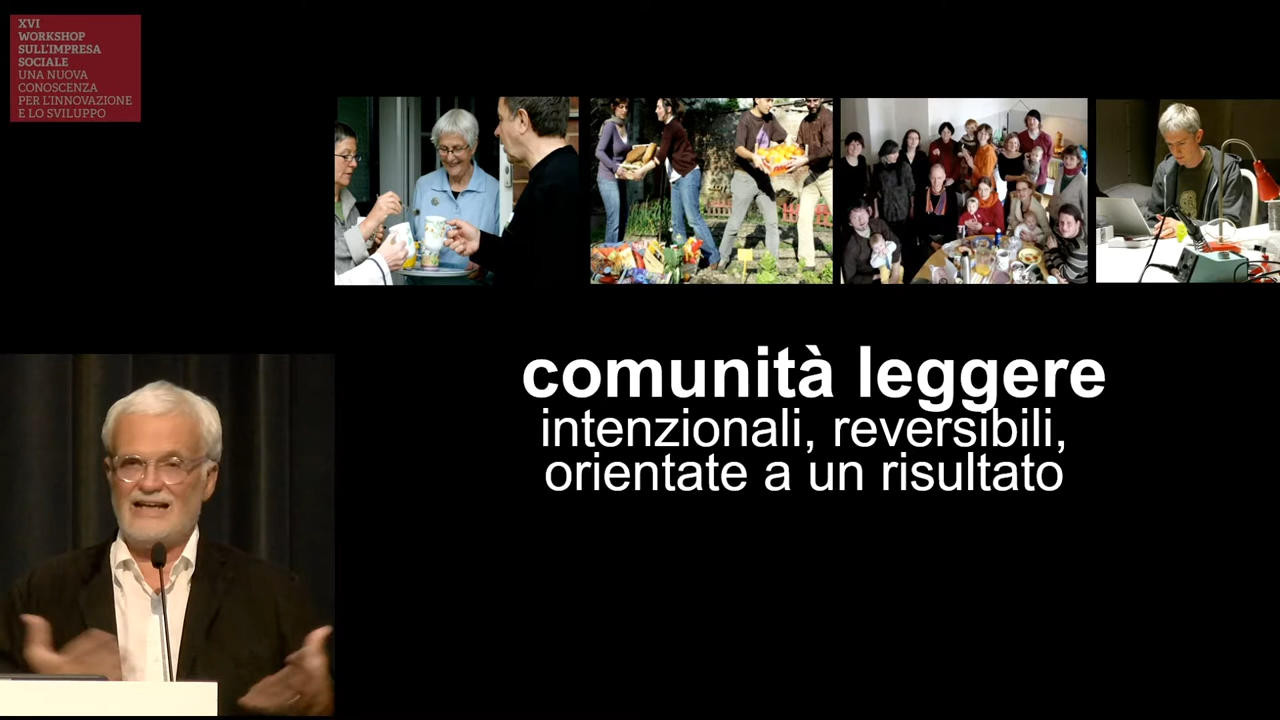 XVI
WORKSHOP
SULL'IMPRESA
SOCIALE
UNA NUOVA
CONOSCENZA
PER L'INNOVAZIONE
E LO SVILUPPO
comunità leggere
intenzionali, reversibili,
orientate a un risultato